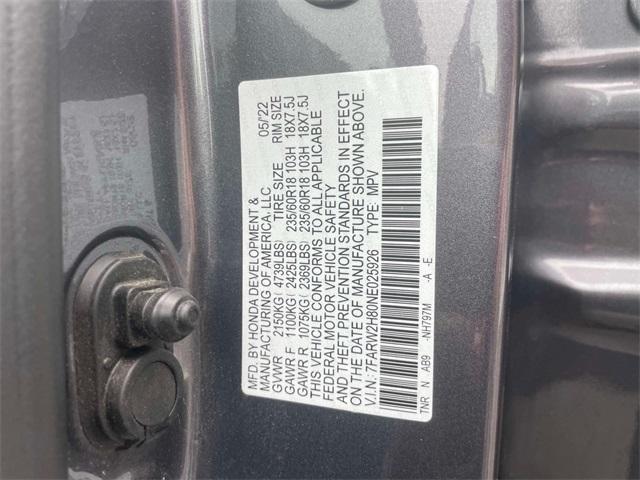 MFD. BY HONDA DEVELOPMENT &
MANUFACTURING OF AMERICA, LLC 05/22
GVWR 2150KG( 4739LBS) TIRE SIZE RIM SIZE
GAWR F 1100KG( 2425LBS) 235/60R18 103H 18X7.5J
GAWR R 1075KG( 2369LBS) 235/60R18 103H 18X7.5J
THIS VEHICLE CONFORMS TO ALL APPLICABLE
FEDERAL MOTOR VEHICLE SAFETY
AND THEFT PREVENTION STANDARDS IN EFFECT
ON THE DATE OF MANUFACTURE SHOWN ABOVE.
V.I.N: 7FARW2H80NE025926 TYPE: MPV
TNR N AB9 -NH797M -A -E